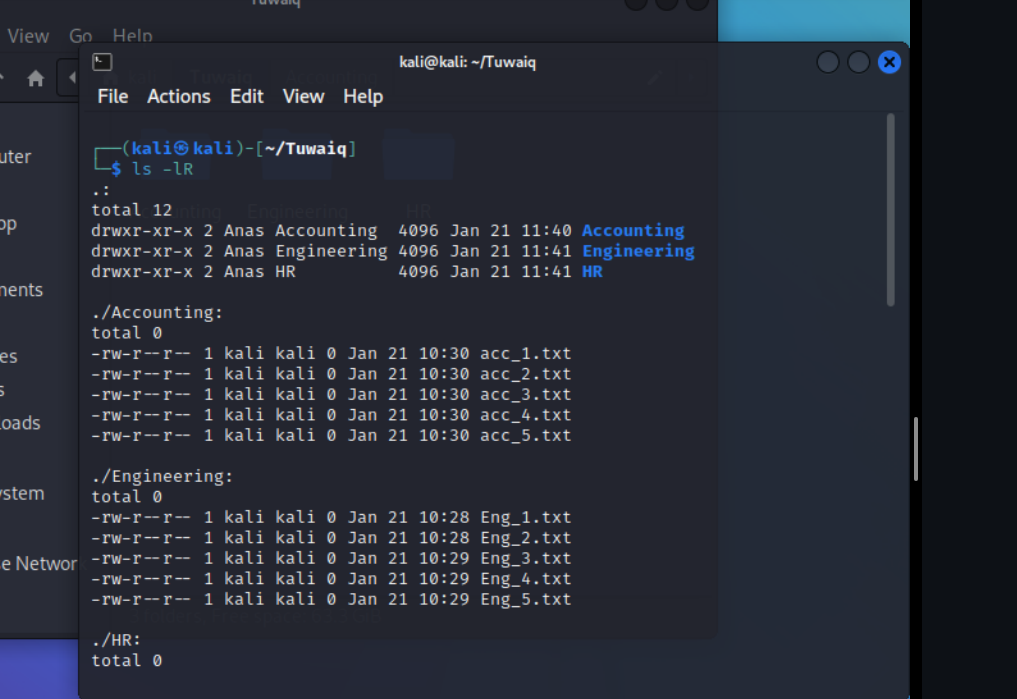 Tuwaiq
View Go Help
kali@kali: ~/Tuwaiq
File Actions Edit View Help
┌──(kali㉿kali)-[~/Tuwaiq]
└─$ ls -lR
.:
total 12
drwxr-xr-x 2 Anas Accounting  4096 Jan 21 11:40 Accounting
drwxr-xr-x 2 Anas Engineering 4096 Jan 21 11:41 Engineering
drwxr-xr-x 2 Anas HR          4096 Jan 21 11:41 HR
./Accounting:
total 0
-rw-r--r-- 1 kali kali 0 Jan 21 10:30 acc_1.txt
-rw-r--r-- 1 kali kali 0 Jan 21 10:30 acc_2.txt
-rw-r--r-- 1 kali kali 0 Jan 21 10:30 acc_3.txt
-rw-r--r-- 1 kali kali 0 Jan 21 10:30 acc_4.txt
-rw-r--r-- 1 kali kali 0 Jan 21 10:30 acc_5.txt
./Engineering:
total 0
-rw-r--r-- 1 kali kali 0 Jan 21 10:28 Eng_1.txt
-rw-r--r-- 1 kali kali 0 Jan 21 10:28 Eng_2.txt
-rw-r--r-- 1 kali kali 0 Jan 21 10:29 Eng_3.txt
-rw-r--r-- 1 kali kali 0 Jan 21 10:29 Eng_4.txt
-rw-r--r-- 1 kali kali 0 Jan 21 10:29 Eng_5.txt
./HR:
total 0